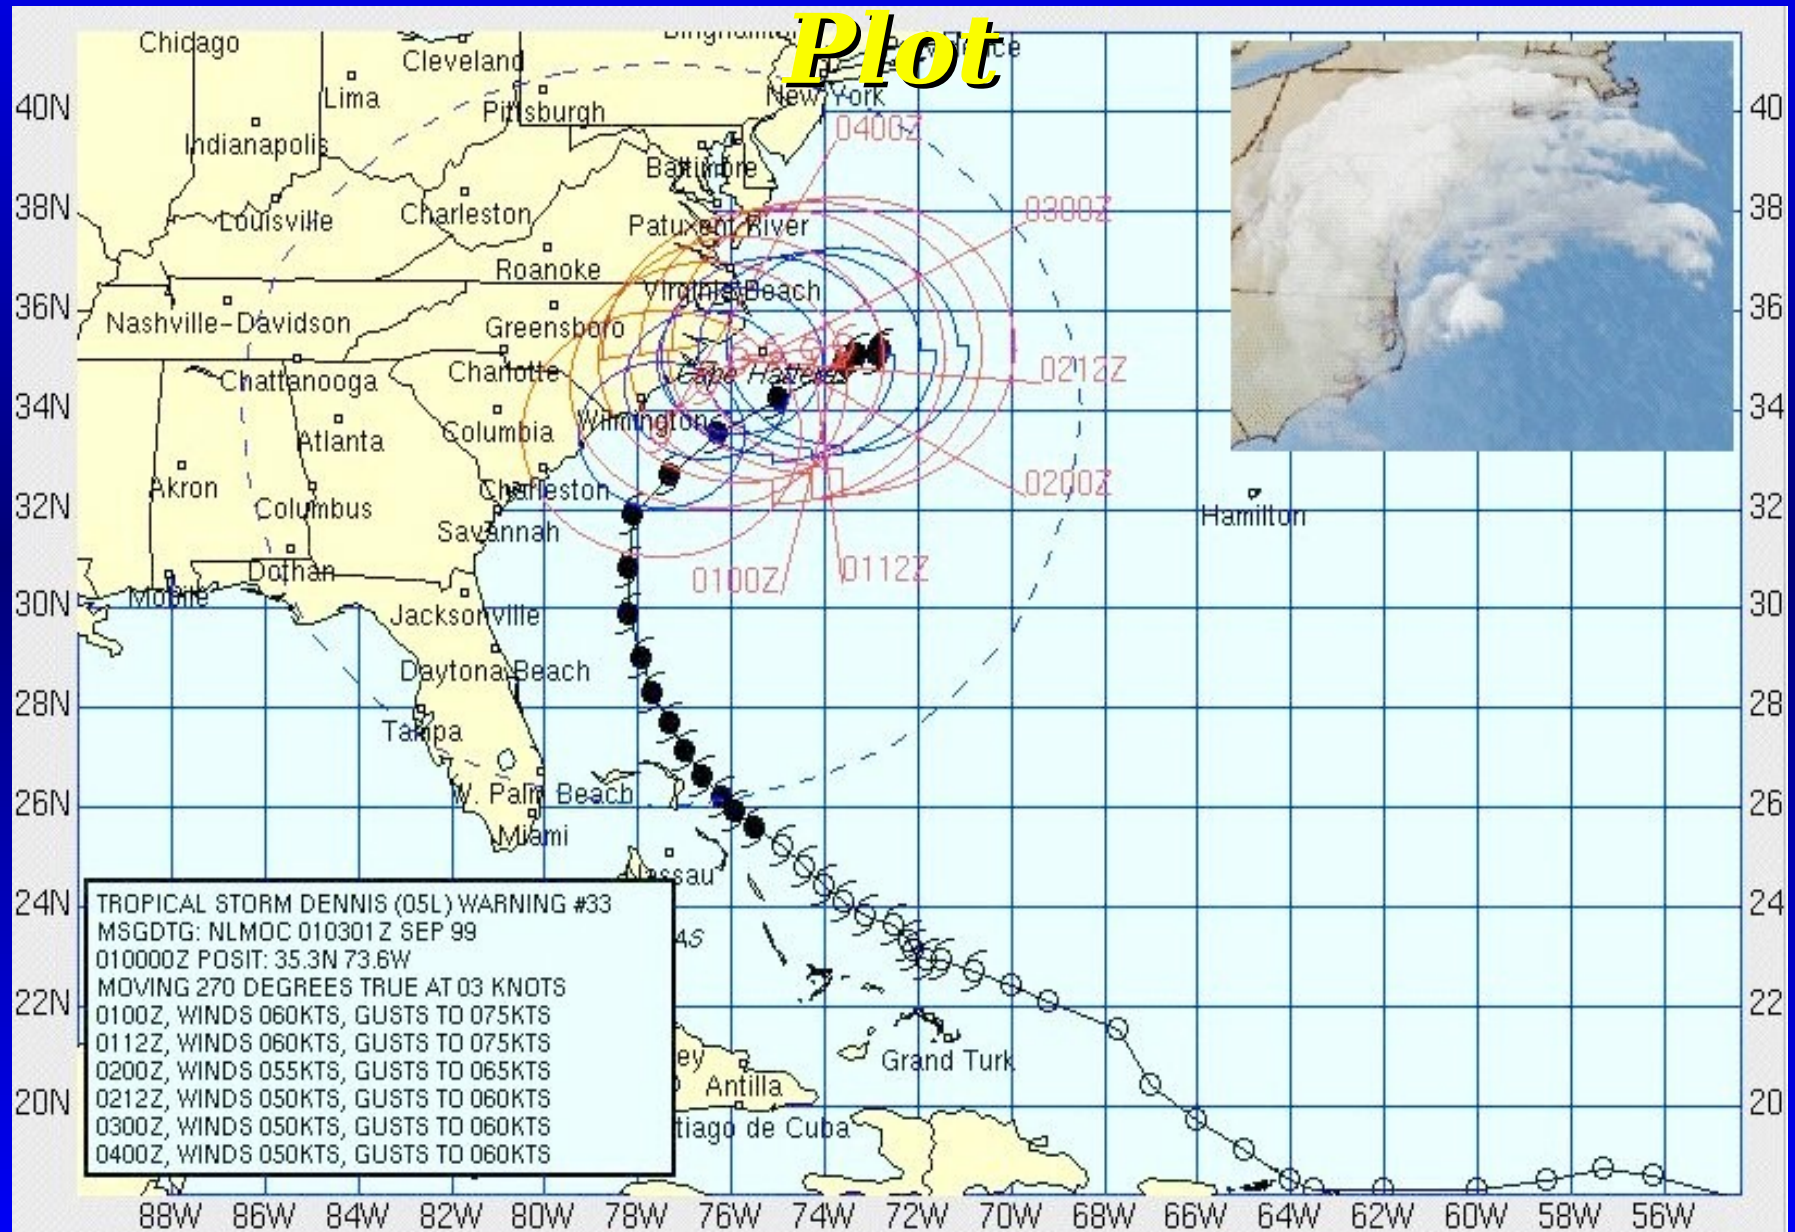 Plot
Chicago
Cleveland
Lima
New York
40N
Pittsburgh
40
0400Z
Indianapolis
Baltimore
38N
Louisville
Charleston
Patuxent River
0300Z
38
Roanoke
36N
Virginia Beach
36
Nashville-Davidson
Greensboro
Chattanooga
Charlotte
Cape Hatteras
0212Z
34N
34
Atlanta
Columbia
Wilmington
Akron
Charleston
0200Z
32N
Columbus
Savannah
Hamilton
32
Dothan
0100Z
0112Z
30N
Mobile
Jacksonville
30
Daytona Beach
28N
Tampa
28
26N
W. Palm Beach
26
Miami
Nassau
24N
24
TROPICAL STORM DENNIS (05L) WARNING #33
MSGDTG: NLMOC 010301Z SEP 99
010000Z POSIT: 35.3N 73.6W
MOVING 270 DEGREES TRUE AT 03 KNOTS
0100Z, WINDS 060KTS, GUSTS TO 075KTS
0112Z, WINDS 060KTS, GUSTS TO 075KTS
0200Z, WINDS 055KTS, GUSTS TO 065KTS
0212Z, WINDS 050KTS, GUSTS TO 060KTS
0300Z, WINDS 050KTS, GUSTS TO 060KTS
0400Z, WINDS 050KTS, GUSTS TO 060KTS
AS
22N
22
ey
Grand Turk
Antilla
20N
20
tiago de Cuba
88W 86W 84W 82W 80W 78W 76W 74W 72W 70W 68W 66W 64W 62W 60W 58W 56W